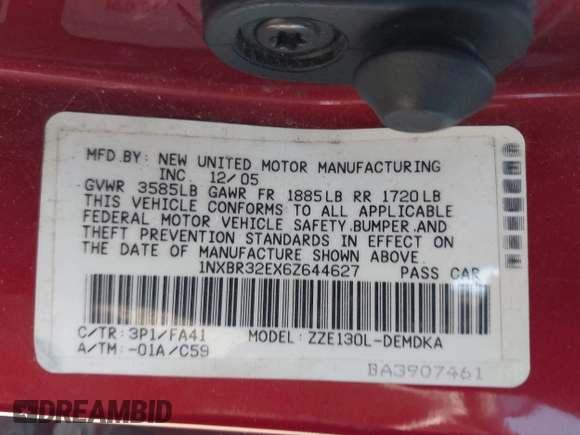 MFD.BY: NEW UNITED MOTOR MANUFACTURING
INC 12/05
GVWR 3585LB GAWR FR 1885LB RR 1720LB
THIS VEHICLE CONFORMS TO ALL APPLICABLE
FEDERAL MOTOR VEHICLE SAFETY,BUMPER,AND
THEFT PREVENTION STANDARDS IN EFFECT ON
THE DATE OF MANUFACTURE SHOWN ABOVE.
1NXBR32EX6Z644627 PASS CAR
C/TR: 3P1/FA41 MODEL: ZZE130L-DEMDKA
A/TM: -01A/C59
BA3907461
DREAMBID